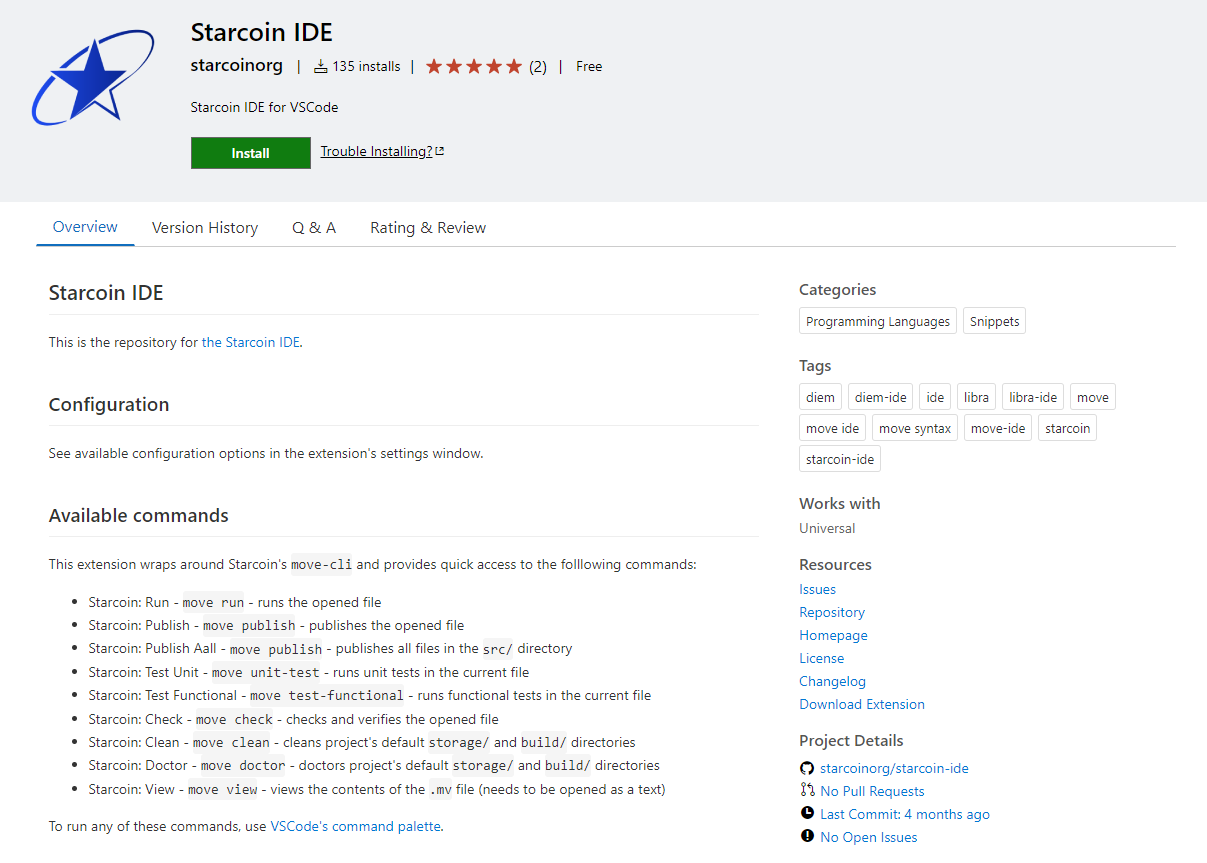 Starcoin IDE
starcoinorg | 135 installs | (2) | Free
Starcoin IDE for VSCode
Install Trouble Installing?
Overview Version History Q & A Rating & Review
Starcoin IDE
This is the repository for the Starcoin IDE.
Configuration
See available configuration options in the extension's settings window.
Available commands
This extension wraps around Starcoin's move-cli and provides quick access to the folllowing commands:
• Starcoin: Run - move run - runs the opened file
• Starcoin: Publish - move publish - publishes the opened file
• Starcoin: Publish Aall - move publish - publishes all files in the src/ directory
• Starcoin: Test Unit - move unit-test - runs unit tests in the current file
• Starcoin: Test Functional - move test-functional - runs functional tests in the current file
• Starcoin: Check - move check - checks and verifies the opened file
• Starcoin: Clean - move clean - cleans project's default storage/ and build/ directories
• Starcoin: Doctor - move doctor - doctors project's default storage/ and build/ directories
• Starcoin: View - move view - views the contents of the .mv file (needs to be opened as a text)
To run any of these commands, use VSCode's command palette.
Categories
Programming Languages Snippets
Tags
diem diem-ide ide libra libra-ide move
move ide move syntax move-ide starcoin
starcoin-ide
Works with
Universal
Resources
Issues
Repository
Homepage
License
Changelog
Download Extension
Project Details
starcoinorg/starcoin-ide
No Pull Requests
Last Commit: 4 months ago
No Open Issues